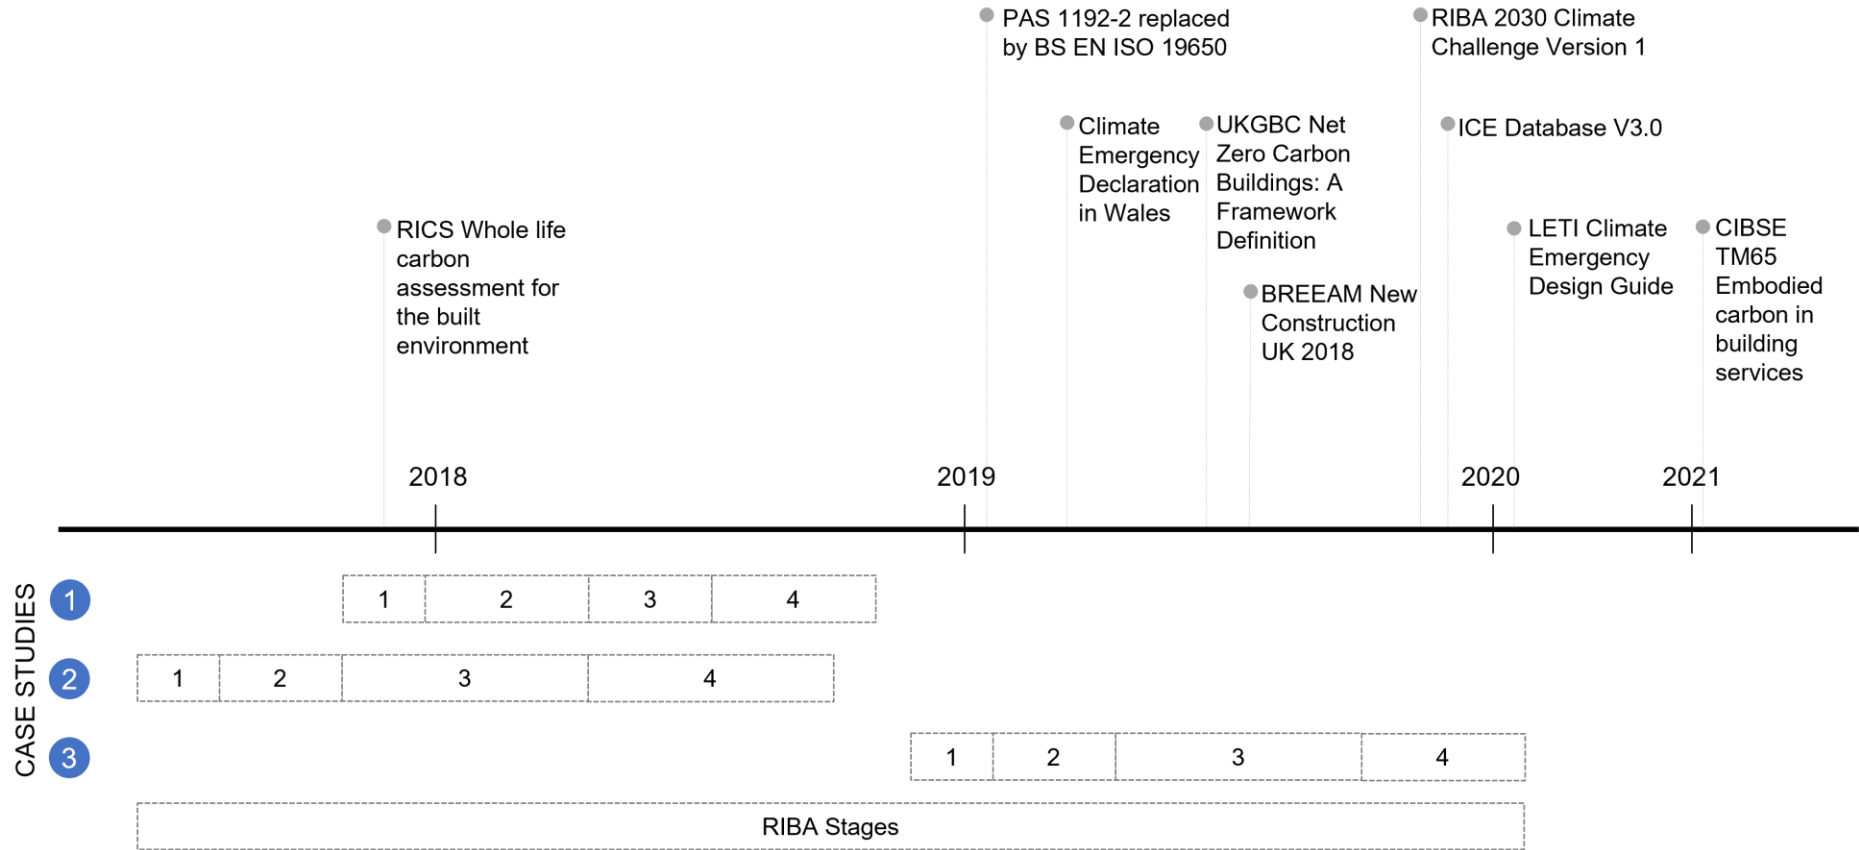 PAS 1192-2 replaced
by BS EN ISO 19650
RIBA 2030 Climate
Challenge Version 1
Climate
Emergency
Declaration
in Wales
UKGBC Net
Zero Carbon
Buildings: A
Framework
Definition
ICE Database V3.0
RICS Whole life
carbon
assessment for
the built
environment
BREEAM New
Construction
UK 2018
LETI Climate
Emergency
Design Guide
CIBSE
TM65
Embodied
carbon in
building
services
2018
2019
2020
2021
CASE STUDIES
1
1
2
3
4
2
1
2
3
4
3
1
2
3
4
RIBA Stages